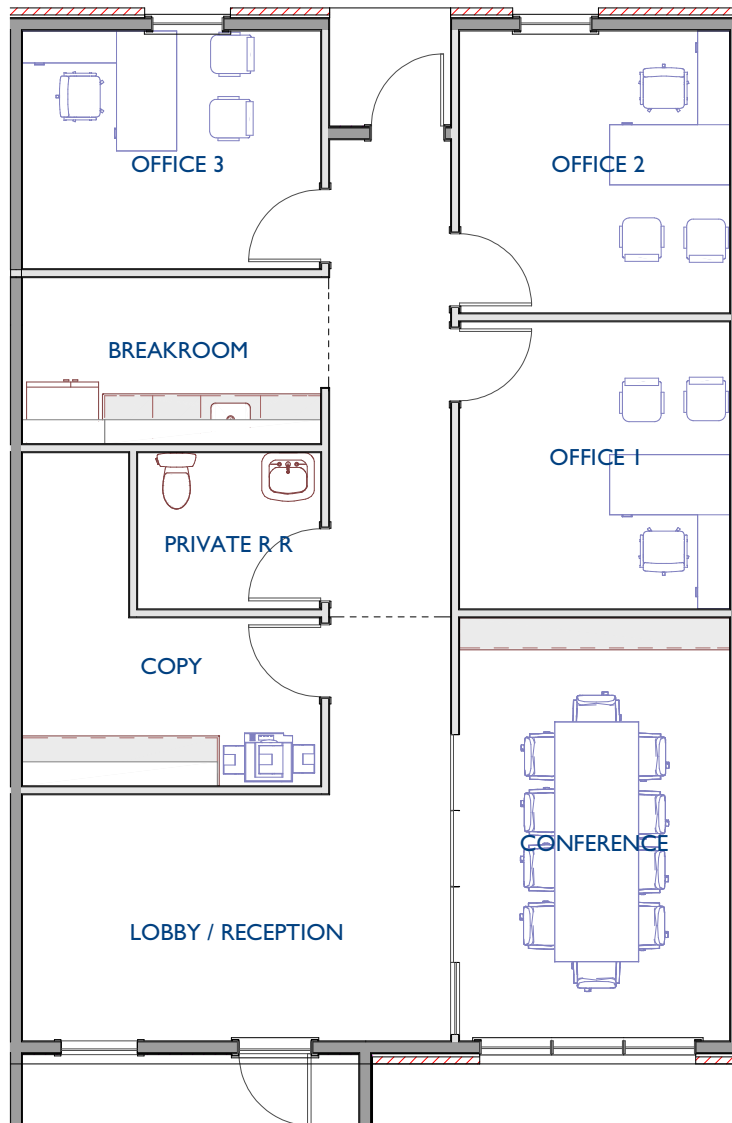 OFFICE 3
OFFICE 2
BREAKROOM
OFFICE 1
PRIVATE R R
COPY
CONFERENCE
LOBBY / RECEPTION